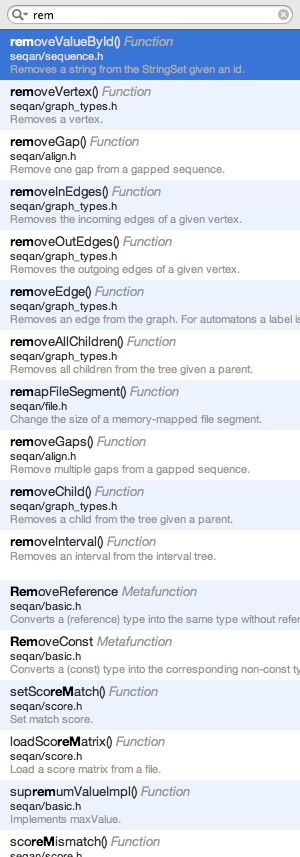 rem
removeValueById() Function
seqan/sequence.h
Removes a string from the StringSet given an id.
removeVertex() Function
seqan/graph_types.h
Removes a vertex.
removeGap() Function
seqan/align.h
Remove one gap from a gapped sequence.
removeInEdges() Function
seqan/graph_types.h
Removes the incoming edges of a given vertex.
removeOutEdges() Function
seqan/graph_types.h
Removes the outgoing edges of a given vertex.
removeEdge() Function
seqan/graph_types.h
Removes an edge from the graph. For automatons a label is
removeAllChildren() Function
seqan/graph_types.h
Removes all children from the tree given a parent.
remapFileSegment() Function
seqan/file.h
Change the size of a memory-mapped file segment.
removeGaps() Function
seqan/align.h
Remove multiple gaps from a gapped sequence.
removeChild() Function
seqan/graph_types.h
Removes a child from the tree given a parent.
removeInterval() Function
Removes an interval from the interval tree.
RemoveReference Metafunction
seqan/basic.h
Converts a (reference) type into the same type without refer
RemoveConst Metafunction
seqan/basic.h
Converts a (const) type into the corresponding non-const ty
setScoreMatch() Function
seqan/score.h
Set match score.
loadScoreMatrix() Function
seqan/score.h
Load a score matrix from a file.
supremumValueImpl() Function
seqan/basic.h
Implements maxValue.
scoreMismatch() Function
seqan/score.h